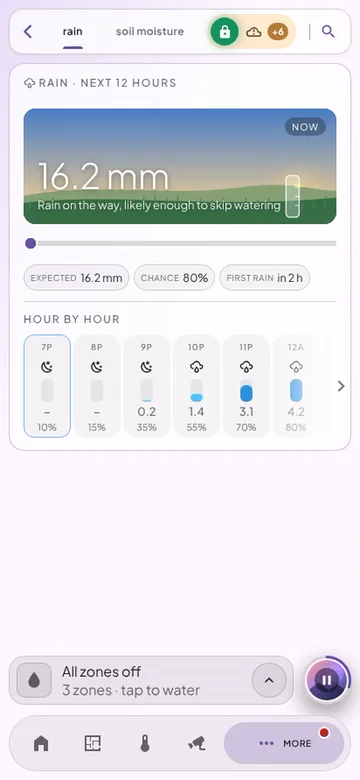 rain soil moisture +6
RAIN · NEXT 12 HOURS
NOW
16.2 mm
Rain on the way, likely enough to skip watering
EXPECTED 16.2 mm CHANCE 80% FIRST RAIN in 2 h
HOUR BY HOUR
7P 8P 9P 10P 11P 12A
– – 0.2 1.4 3.1 4.2
10% 15% 35% 55% 70% 80%
All zones off
3 zones · tap to water
MORE